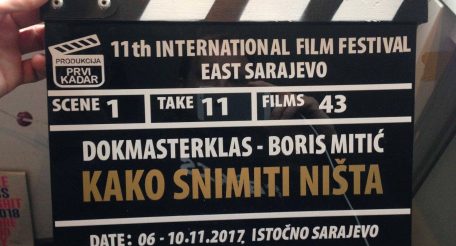 PRODUKCIJA
PRVI
KADAR
11th INTERNATIONAL FILM FESTIVAL
EAST SARAJEVO
SCENE 1 TAKE 11 FILMS 43
DOKMASTERKLAS - BORIS MITIĆ
KAKO SNIMITI NIŠTA
DATE: 06 - 10.11.2017, ISTOČNO SARAJEVO